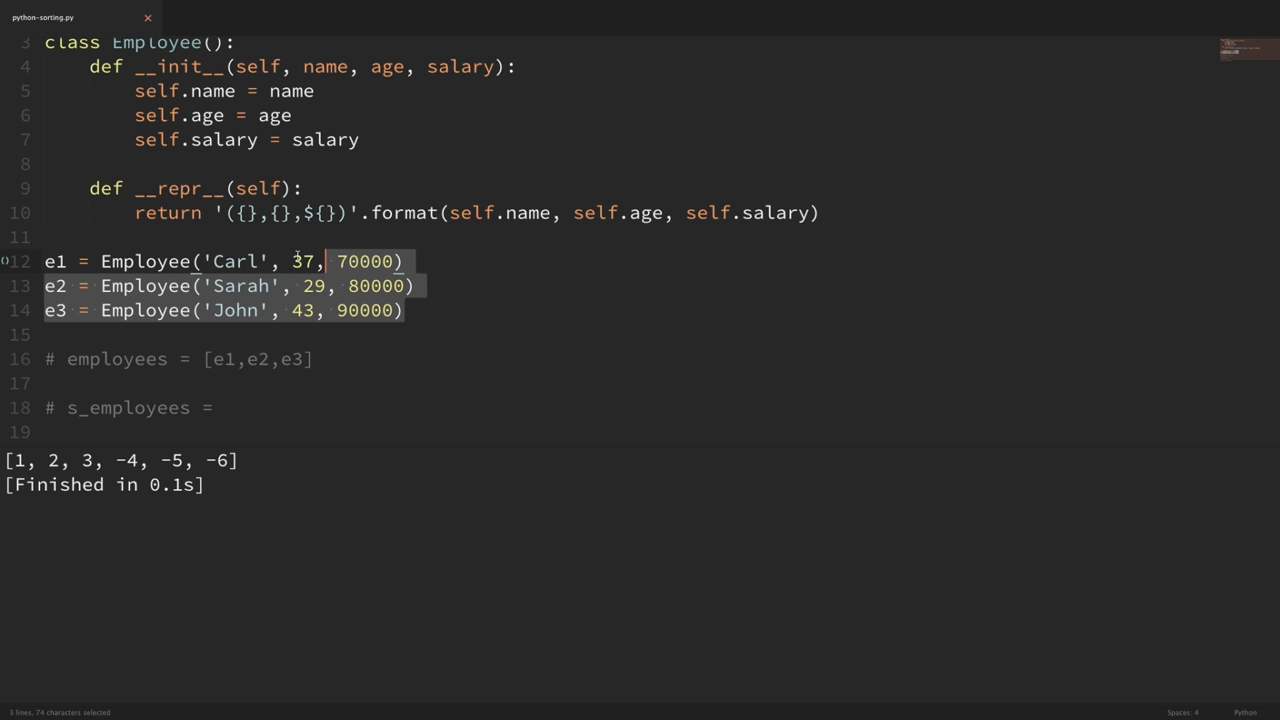 python-sorting.py ×
3 class Employee():
4     def __init__(self, name, age, salary):
5         self.name = name
6         self.age = age
7         self.salary = salary
8
9     def __repr__(self):
10         return '({},{},${})'.format(self.name, self.age, self.salary)
11
12 e1 = Employee('Carl', 37, 70000)
13 e2 = Employee('Sarah', 29, 80000)
14 e3 = Employee('John', 43, 90000)
15
16 # employees = [e1,e2,e3]
17
18 # s_employees =
19
[1, 2, 3, -4, -5, -6]
[Finished in 0.1s]
3 lines, 74 characters selected Spaces: 4 Python